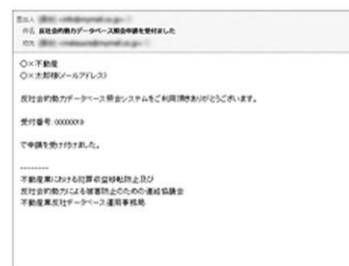 差出人
件名 反社会的勢力データベース照会申請を受付ました
宛先
〇×不動産
〇×太郎様(メールアドレス)
反社会的勢力データベース照会システムをご利用頂きありがとうございます。
受付番号:00000019
で申請を受け付けました。
--------
不動産業における犯罪収益移転防止及び
反社会的勢力による被害防止のための連絡協議会
不動産業反社データベース運用事務局